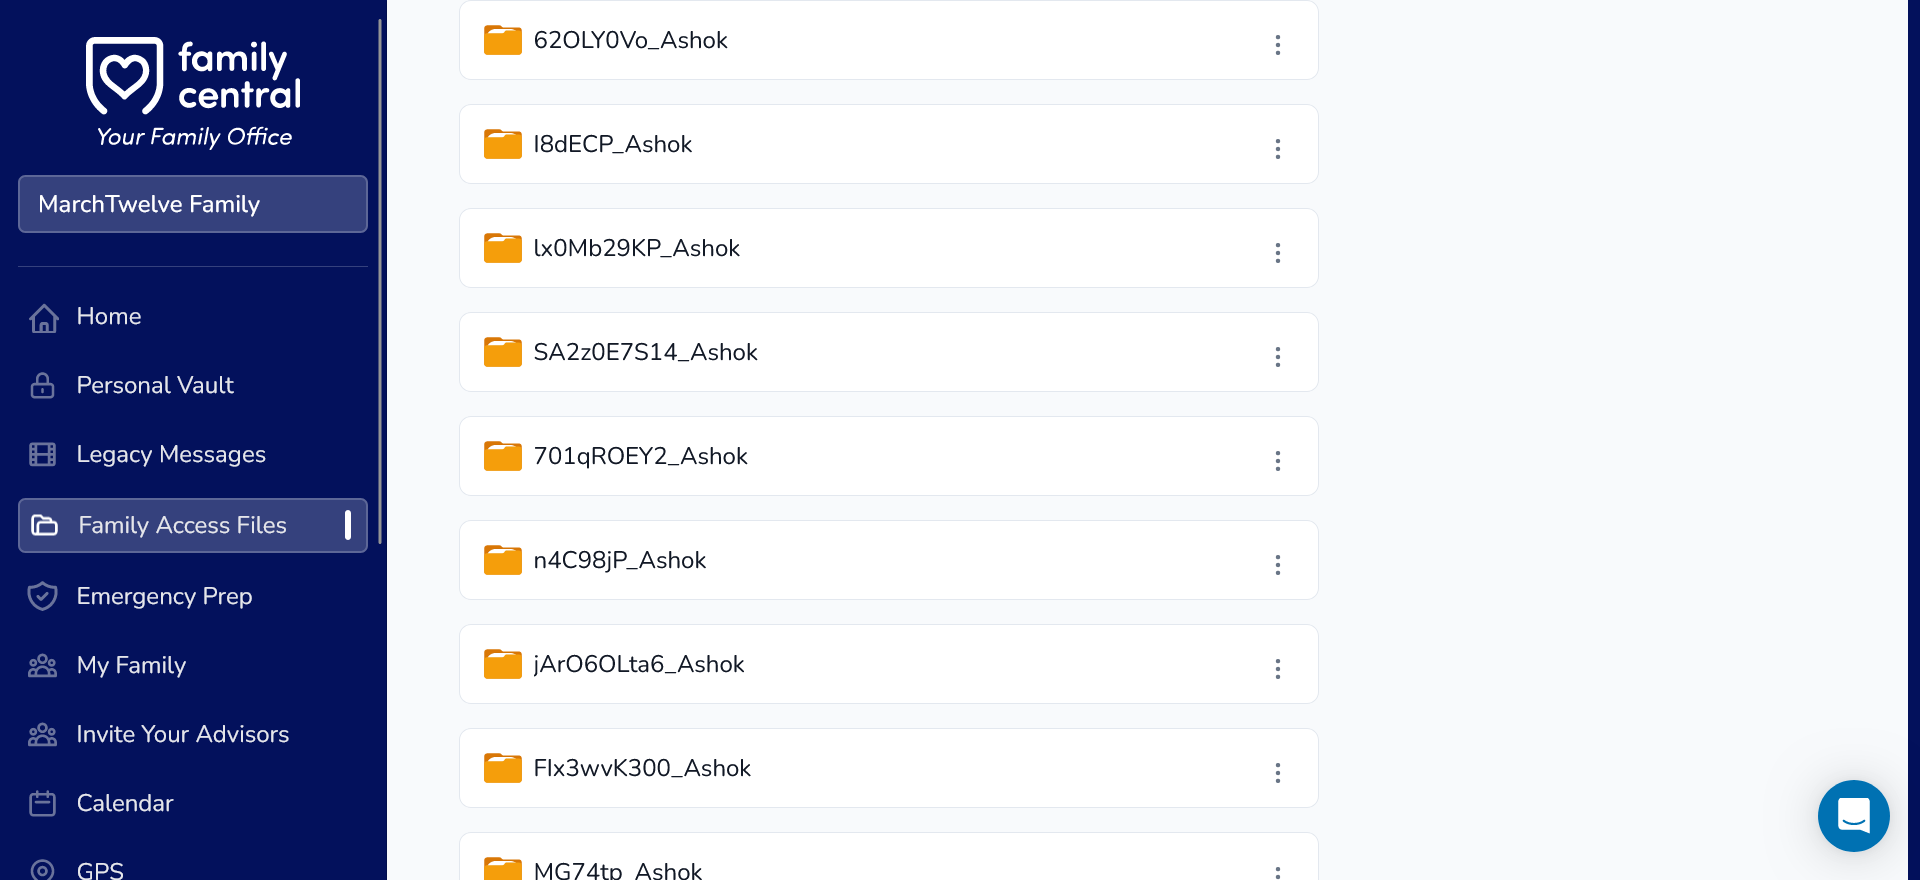 family
central
Your Family Office
MarchTwelve Family
Home
Personal Vault
Legacy Messages
Family Access Files
Emergency Prep
My Family
Invite Your Advisors
Calendar
GPS
62OLY0Vo_Ashok
I8dECP_Ashok
lx0Mb29KP_Ashok
SA2z0E7S14_Ashok
701qROEY2_Ashok
n4C98jP_Ashok
jArO6OLta6_Ashok
FIx3wvK300_Ashok
MG74tp_Ashok